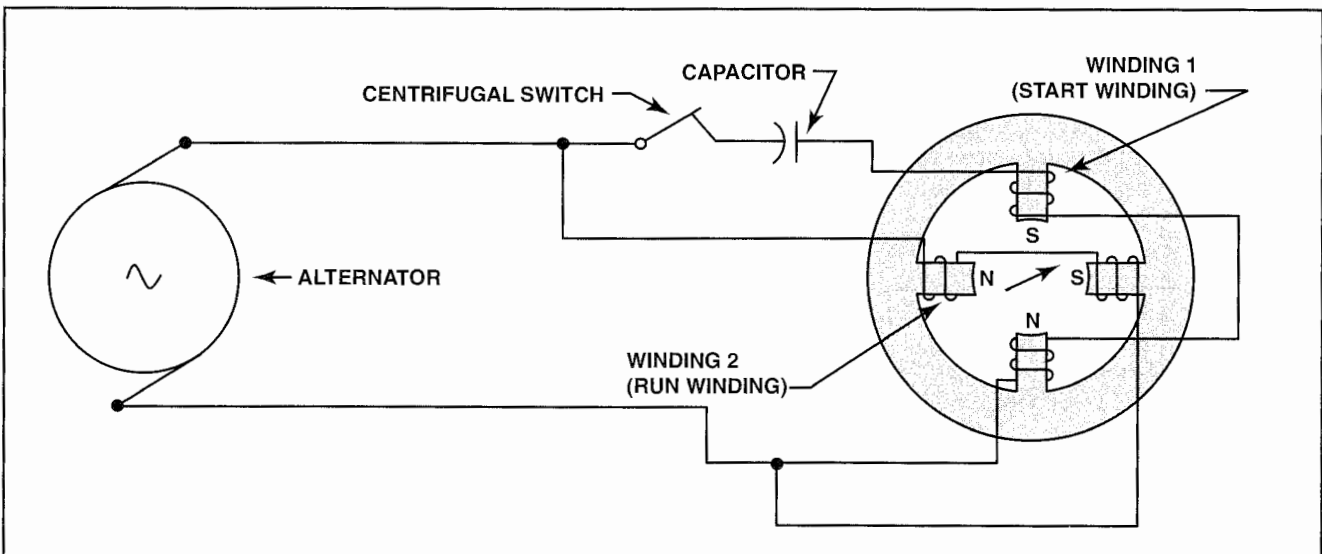 CAPACITOR
WINDING 1
(START WINDING)
CENTRIFUGAL SWITCH
S
ALTERNATOR
N
S
N
WINDING 2
(RUN WINDING)